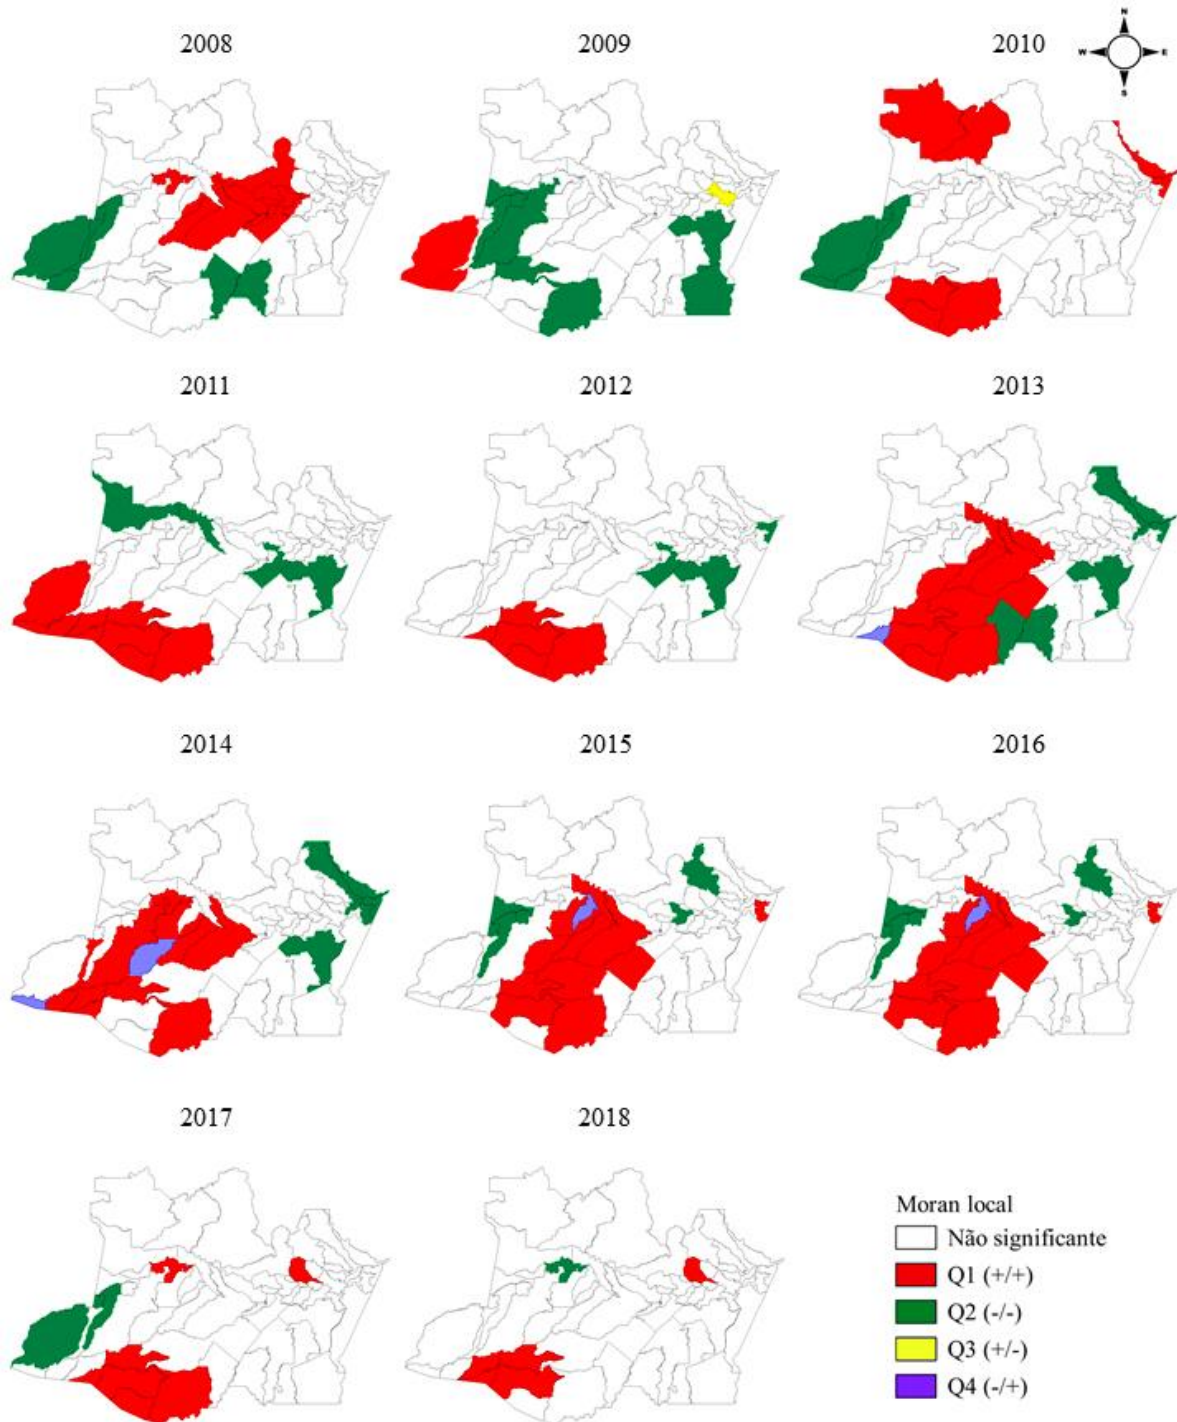 2008
2009
2010
N
W
E
S
2011
2012
2013
2014
2015
2016
2017
2018
Moran local
Não significante
Q1 (+/+)
Q2 (-/-)
Q3 (+/-)
Q4 (-/+)